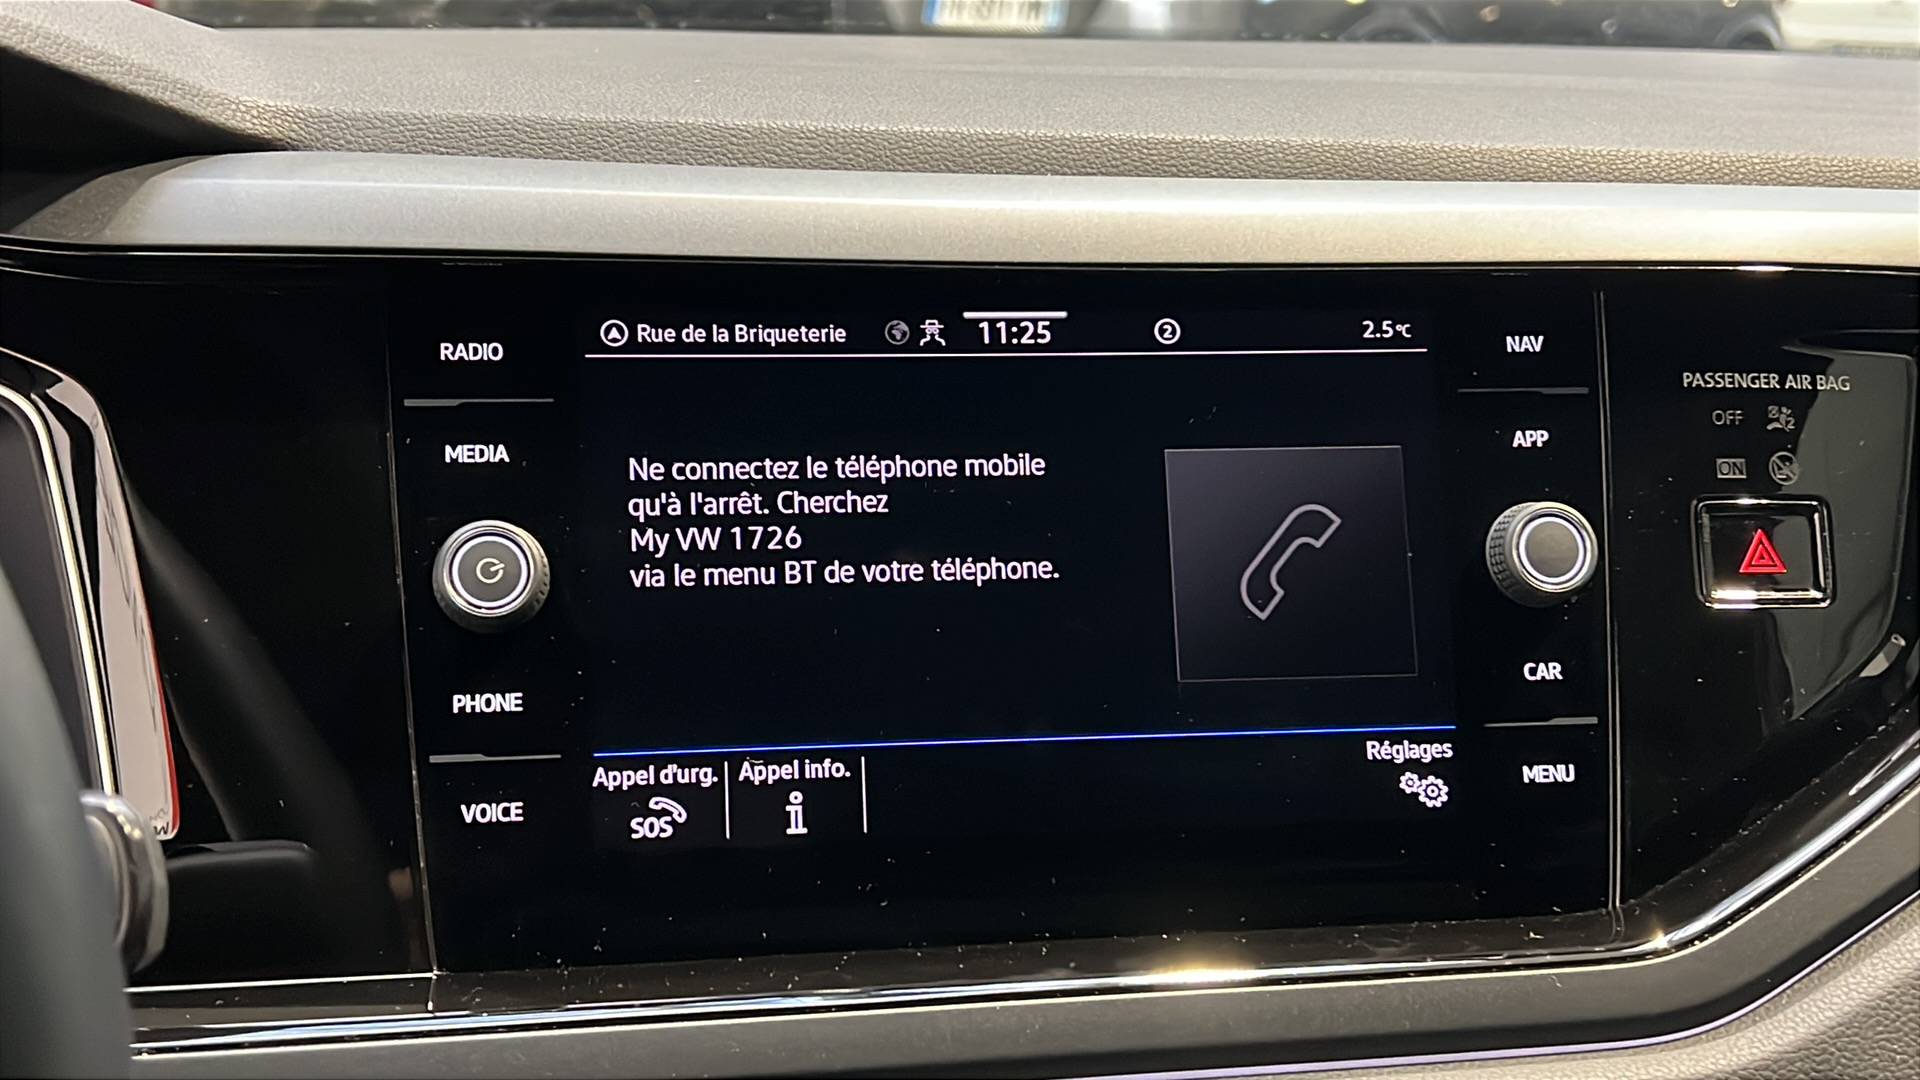 RADIO
MEDIA
PHONE
VOICE
Rue de la Briqueterie
11:25
2
2.5°C
Ne connectez le téléphone mobile
qu'à l'arrêt. Cherchez
My VW 1726
via le menu BT de votre téléphone.
Appel d'urg.
SOS
Appel info.
Réglages
NAV
APP
CAR
MENU
PASSENGER AIR BAG
OFF
ON